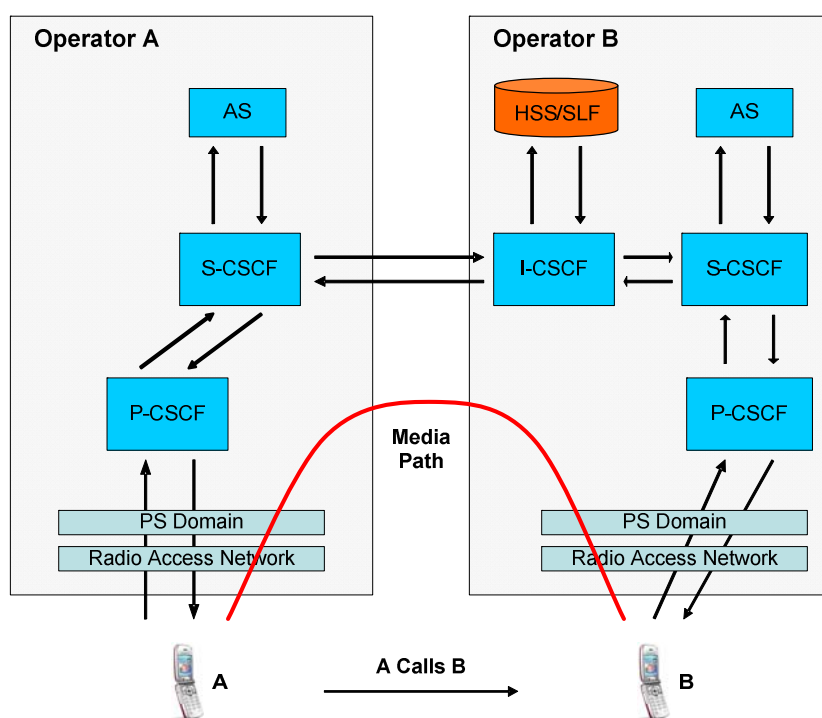 Operator A
Operator B
AS
HSS/SLF
AS
S-CSCF
I-CSCF
S-CSCF
P-CSCF
P-CSCF
Media
Path
PS Domain
PS Domain
Radio Access Network
Radio Access Network
A Calls B
A
B